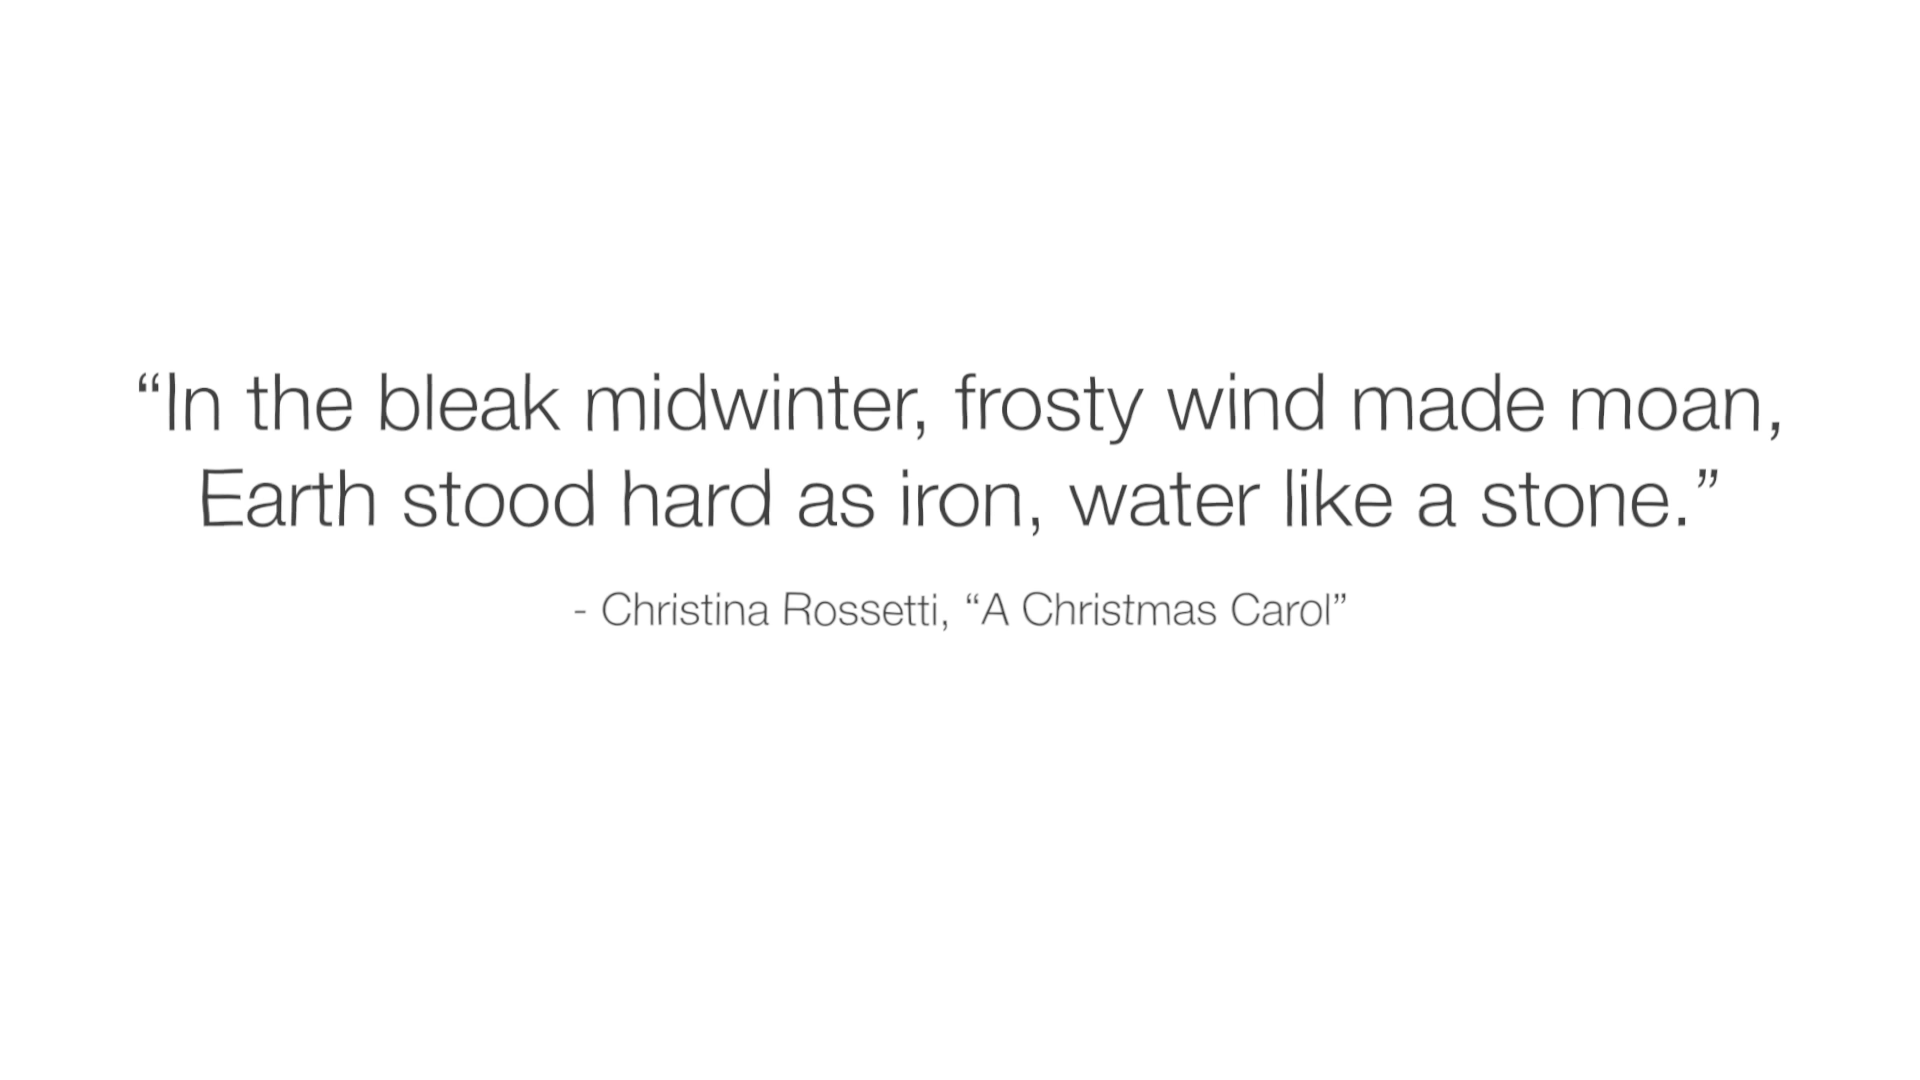 “In the bleak midwinter, frosty wind made moan,
Earth stood hard as iron, water like a stone.”
- Christina Rossetti, “A Christmas Carol”